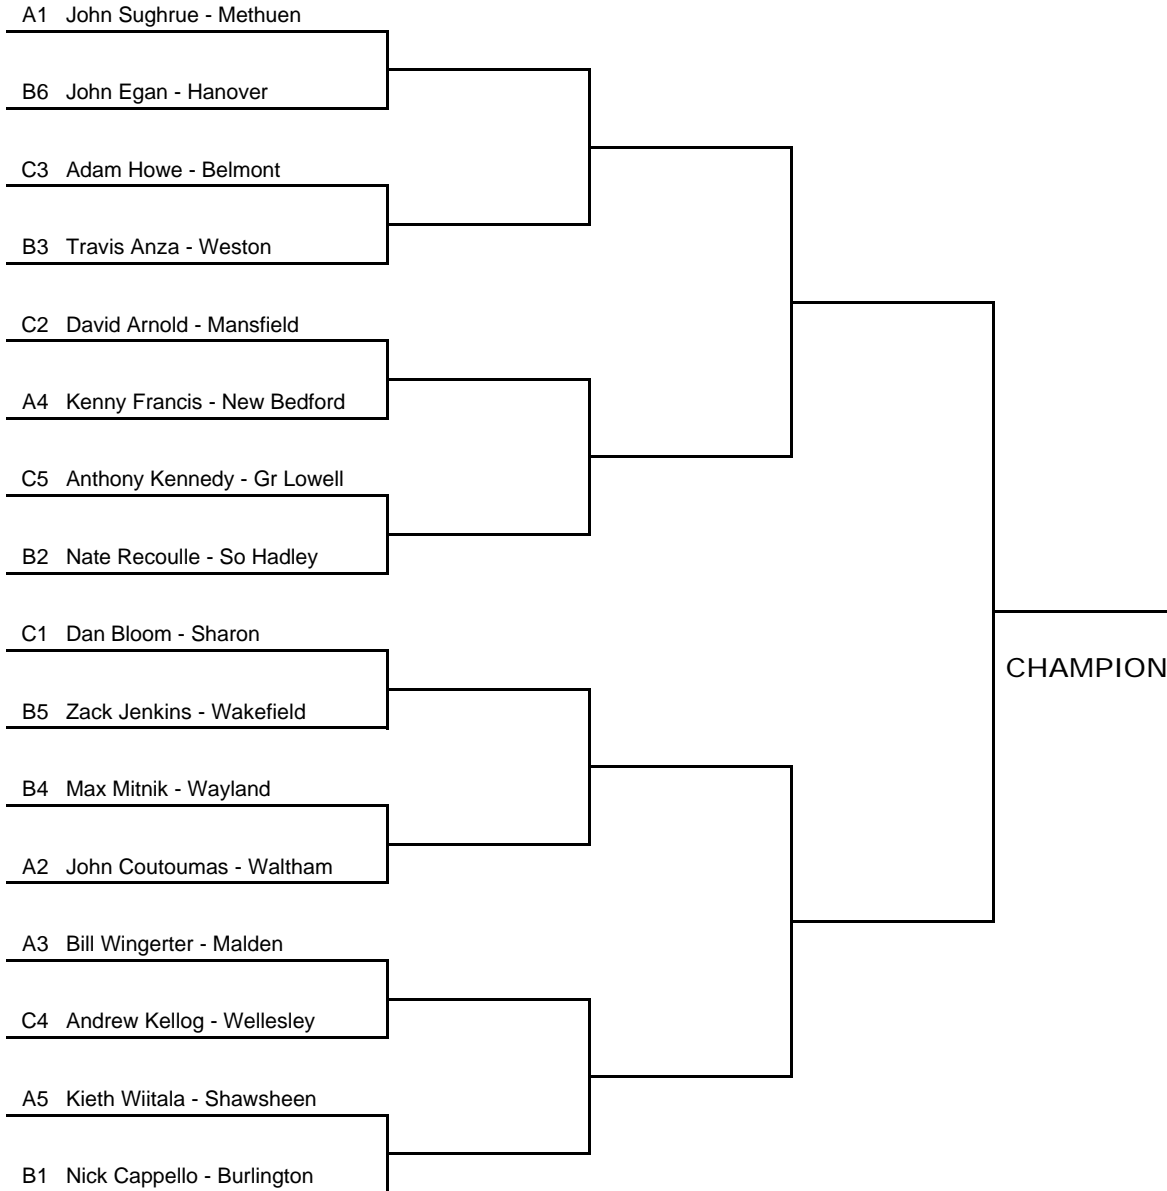 A1 John Sughrue - Methuen
B6 John Egan - Hanover
C3 Adam Howe - Belmont
B3 Travis Anza - Weston
C2 David Arnold - Mansfield
A4 Kenny Francis - New Bedford
C5 Anthony Kennedy - Gr Lowell
B2 Nate Recoulle - So Hadley
C1 Dan Bloom - Sharon
CHAMPION
B5 Zack Jenkins - Wakefield
B4 Max Mitnik - Wayland
A2 John Coutoumas - Waltham
A3 Bill Wingerter - Malden
C4 Andrew Kellog - Wellesley
A5 Kieth Wiitala - Shawsheen
B1 Nick Cappello - Burlington